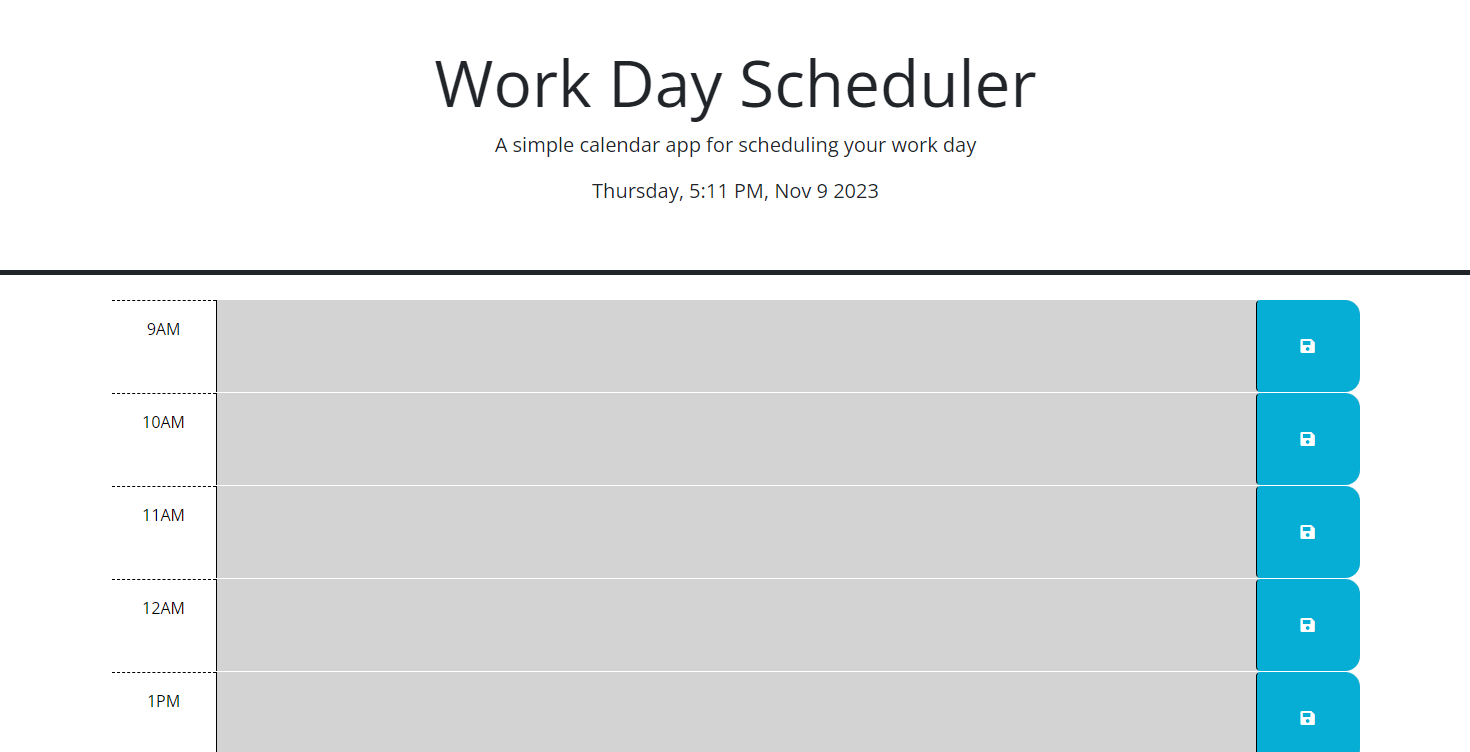 Work Day Scheduler
A simple calendar app for scheduling your work day
Thursday, 5:11 PM, Nov 9 2023
9AM
10AM
11AM
12AM
1PM